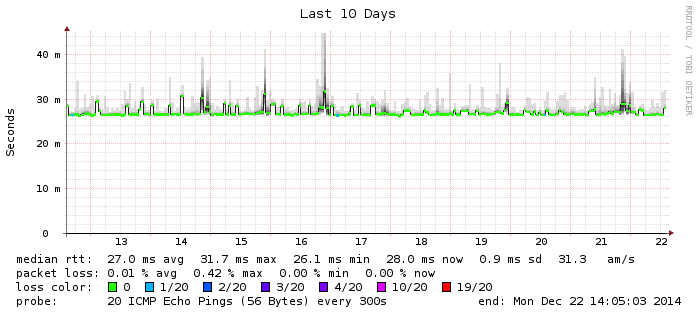 Last 10 Days
RRDTOOL / TOBI OETIKER
Seconds
40 m
30 m
20 m
10 m
0
13 14 15 16 17 18 19 20 21 22
median rtt: 27.0 ms avg 31.7 ms max 26.1 ms min 28.0 ms now 0.9 ms sd 31.3 am/s
packet loss: 0.01 % avg 0.42 % max 0.00 % min 0.00 % now
loss color: 0 1/20 2/20 3/20 4/20 10/20 19/20
probe: 20 ICMP Echo Pings (56 Bytes) every 300s end: Mon Dec 22 14:05:03 2014